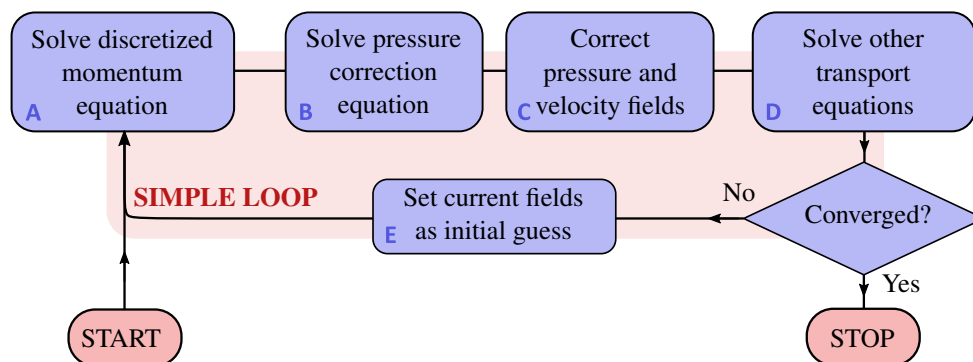 Solve discretized
momentum
equation
A
Solve pressure
correction
equation
B
Correct
pressure and
velocity fields
C
Solve other
transport
equations
D
SIMPLE LOOP
Set current fields
as initial guess
E
No
Converged?
Yes
START
STOP